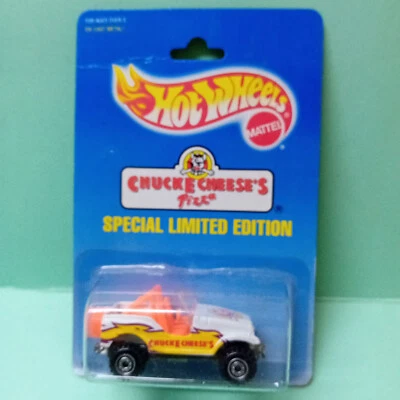 HOT WHEELS
MATTEL
CHUCK E CHEESE'S
Pizza
®
SPECIAL LIMITED EDITION
CHUCK E CHEESE'S